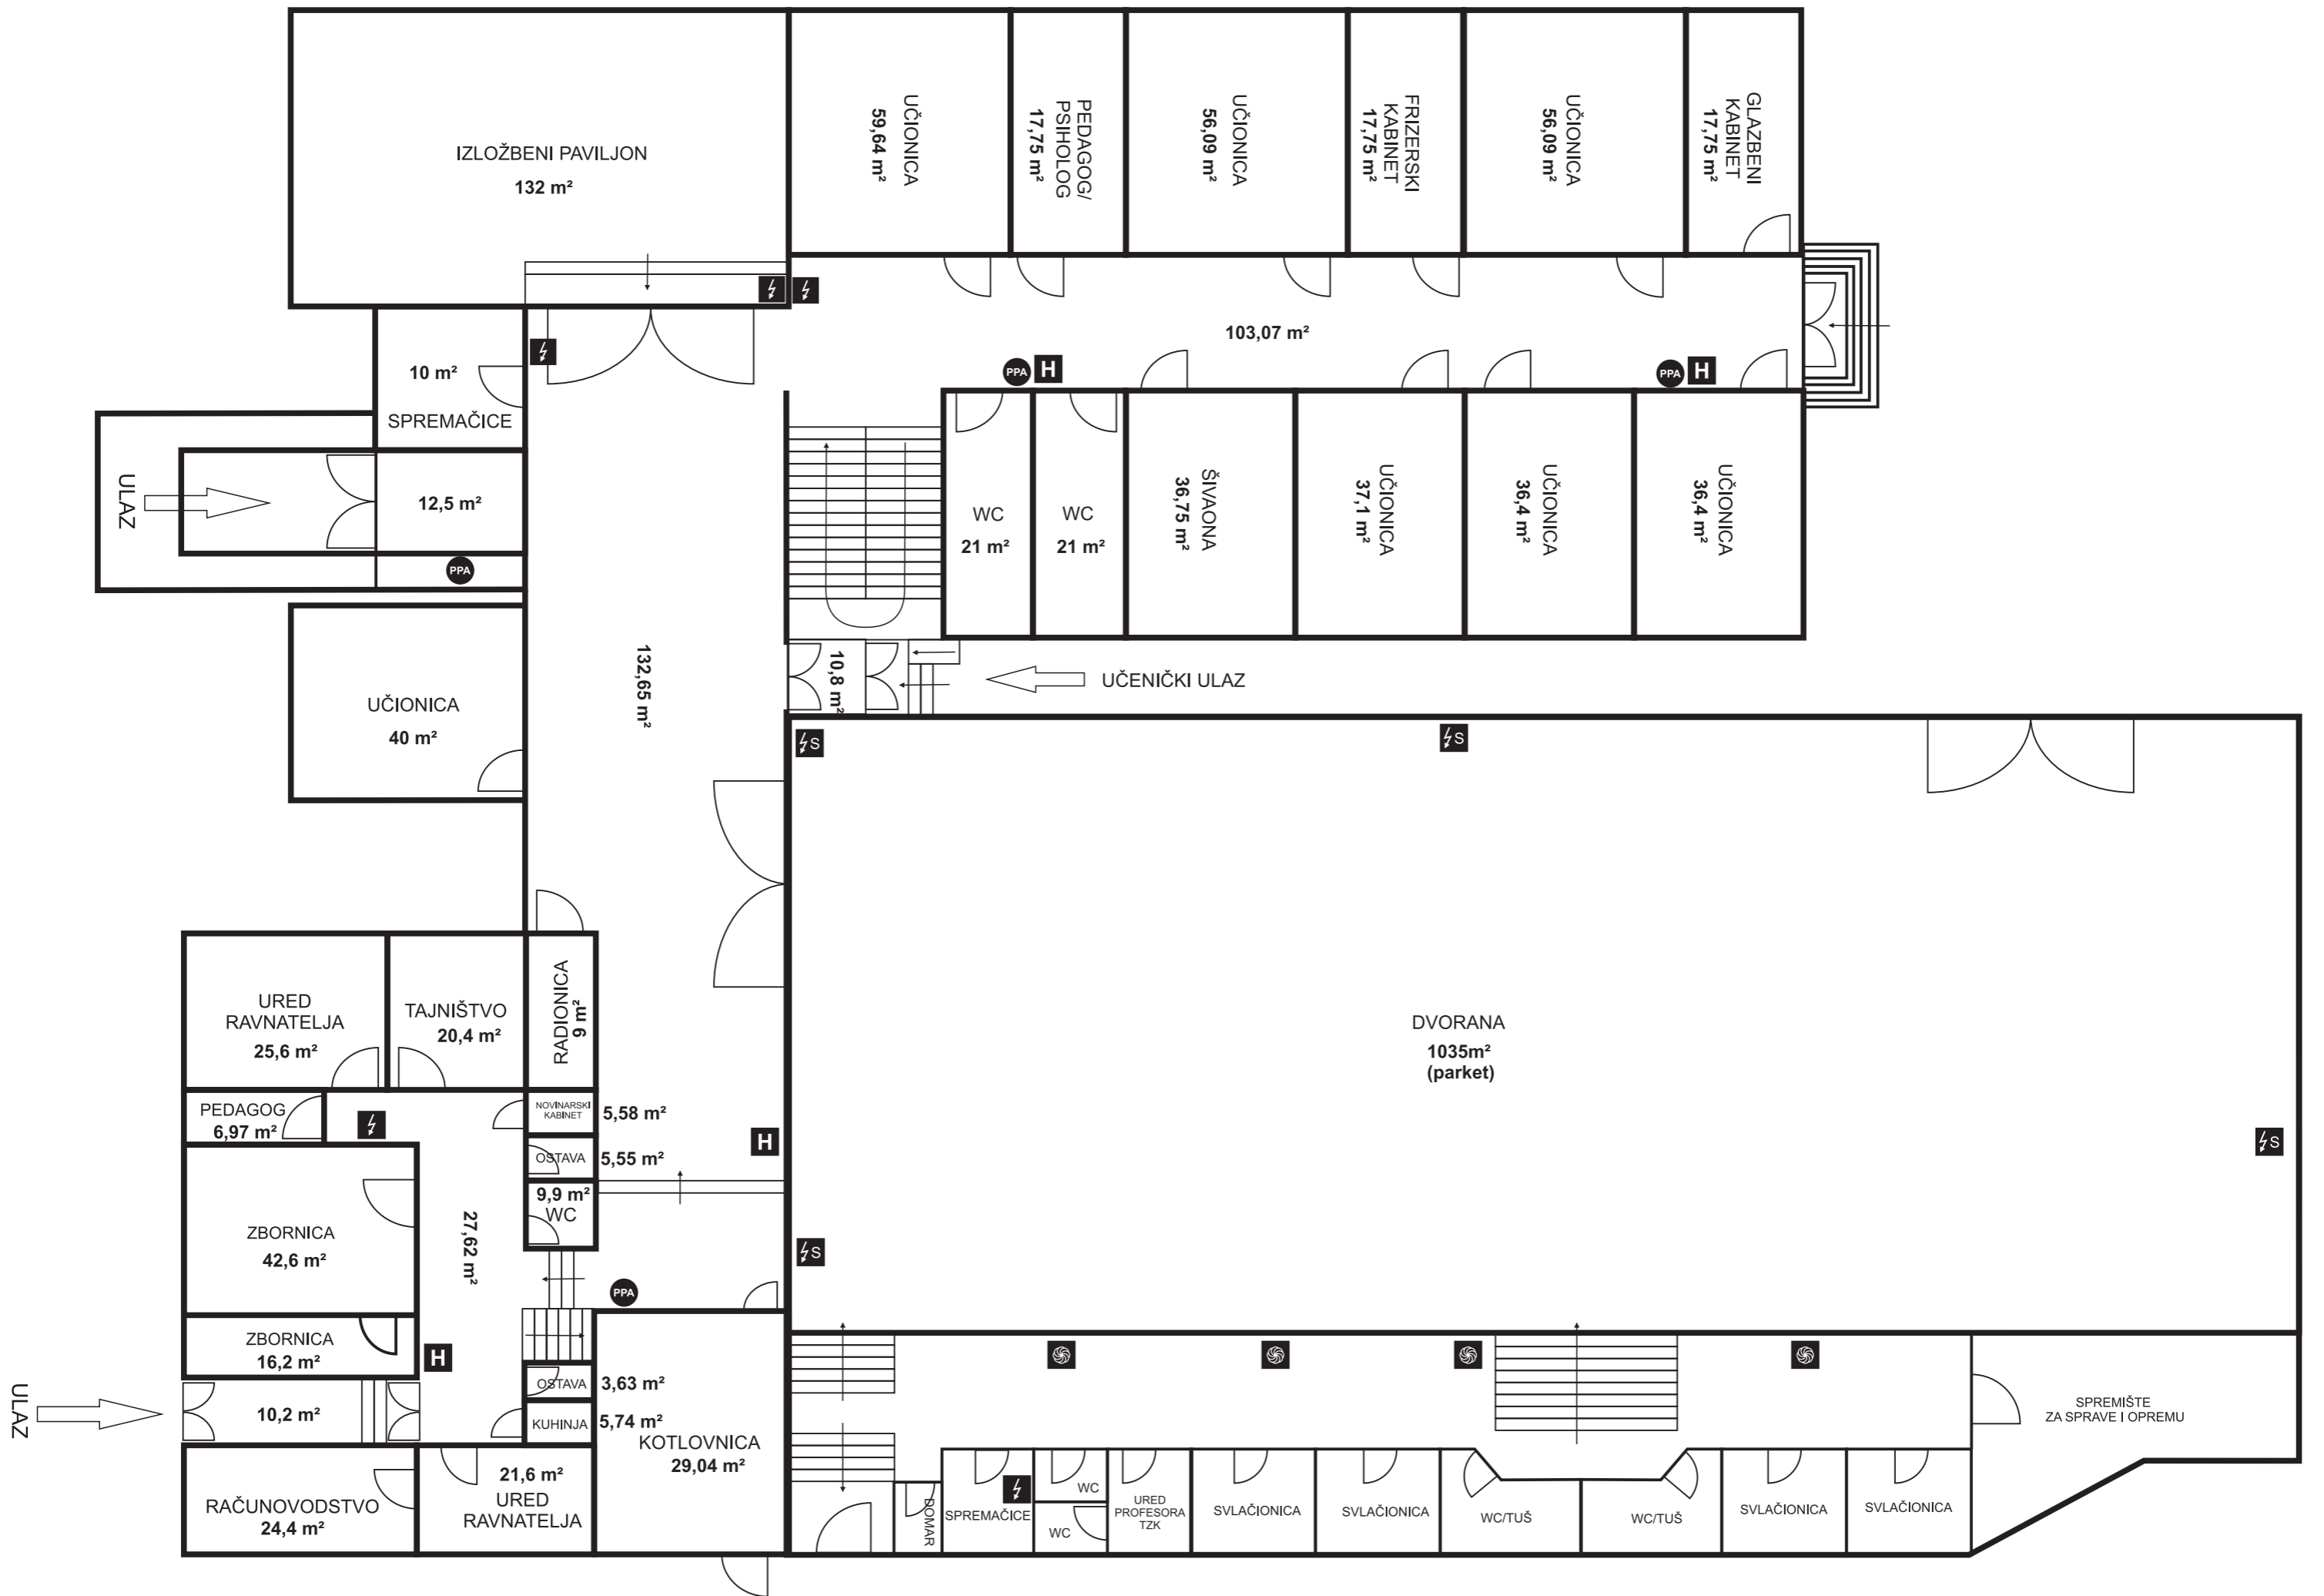 IZLOŽBENI PAVILJON
132 m²
UČIONICA
59,64 m²
PEDAGOG/
PSIHOLOG
17,75 m²
UČIONICA
56,09 m²
FRIZERSKI
KABINET
17,75 m²
UČIONICA
56,09 m²
GLAZBENI
KABINET
17,75 m²
103,07 m²
PPA
H
PPA
H
10 m²
SPREMAČICE
ULAZ
12,5 m²
PPA
WC
21 m²
WC
21 m²
ŠIVAONA
36,75 m²
UČIONICA
37,1 m²
UČIONICA
36,4 m²
UČIONICA
36,4 m²
132,65 m²
10,8 m²
UČENIČKI ULAZ
UČIONICA
40 m²
S
S
S
S
DVORANA
1035m²
(parket)
URED
RAVNATELJA
25,6 m²
TAJNIŠTVO
20,4 m²
RADIONICA
9 m²
PEDAGOG
6,97 m²
NOVINARSKI
KABINET
5,58 m²
H
OSTAVA
5,55 m²
9,9 m²
WC
ZBORNICA
42,6 m²
27,62 m²
PPA
ZBORNICA
16,2 m²
H
OSTAVA
3,63 m²
ULAZ
10,2 m²
KUHINJA
5,74 m²
KOTLOVNICA
29,04 m²
RAČUNOVODSTVO
24,4 m²
21,6 m²
URED
RAVNATELJA
DOMAR
SPREMAČICE
WC
WC
URED
PROFESORA
TZK
SVLAČIONICA
SVLAČIONICA
WC/TUŠ
WC/TUŠ
SVLAČIONICA
SVLAČIONICA
SPREMIŠTE
ZA SPRAVE I OPREMU